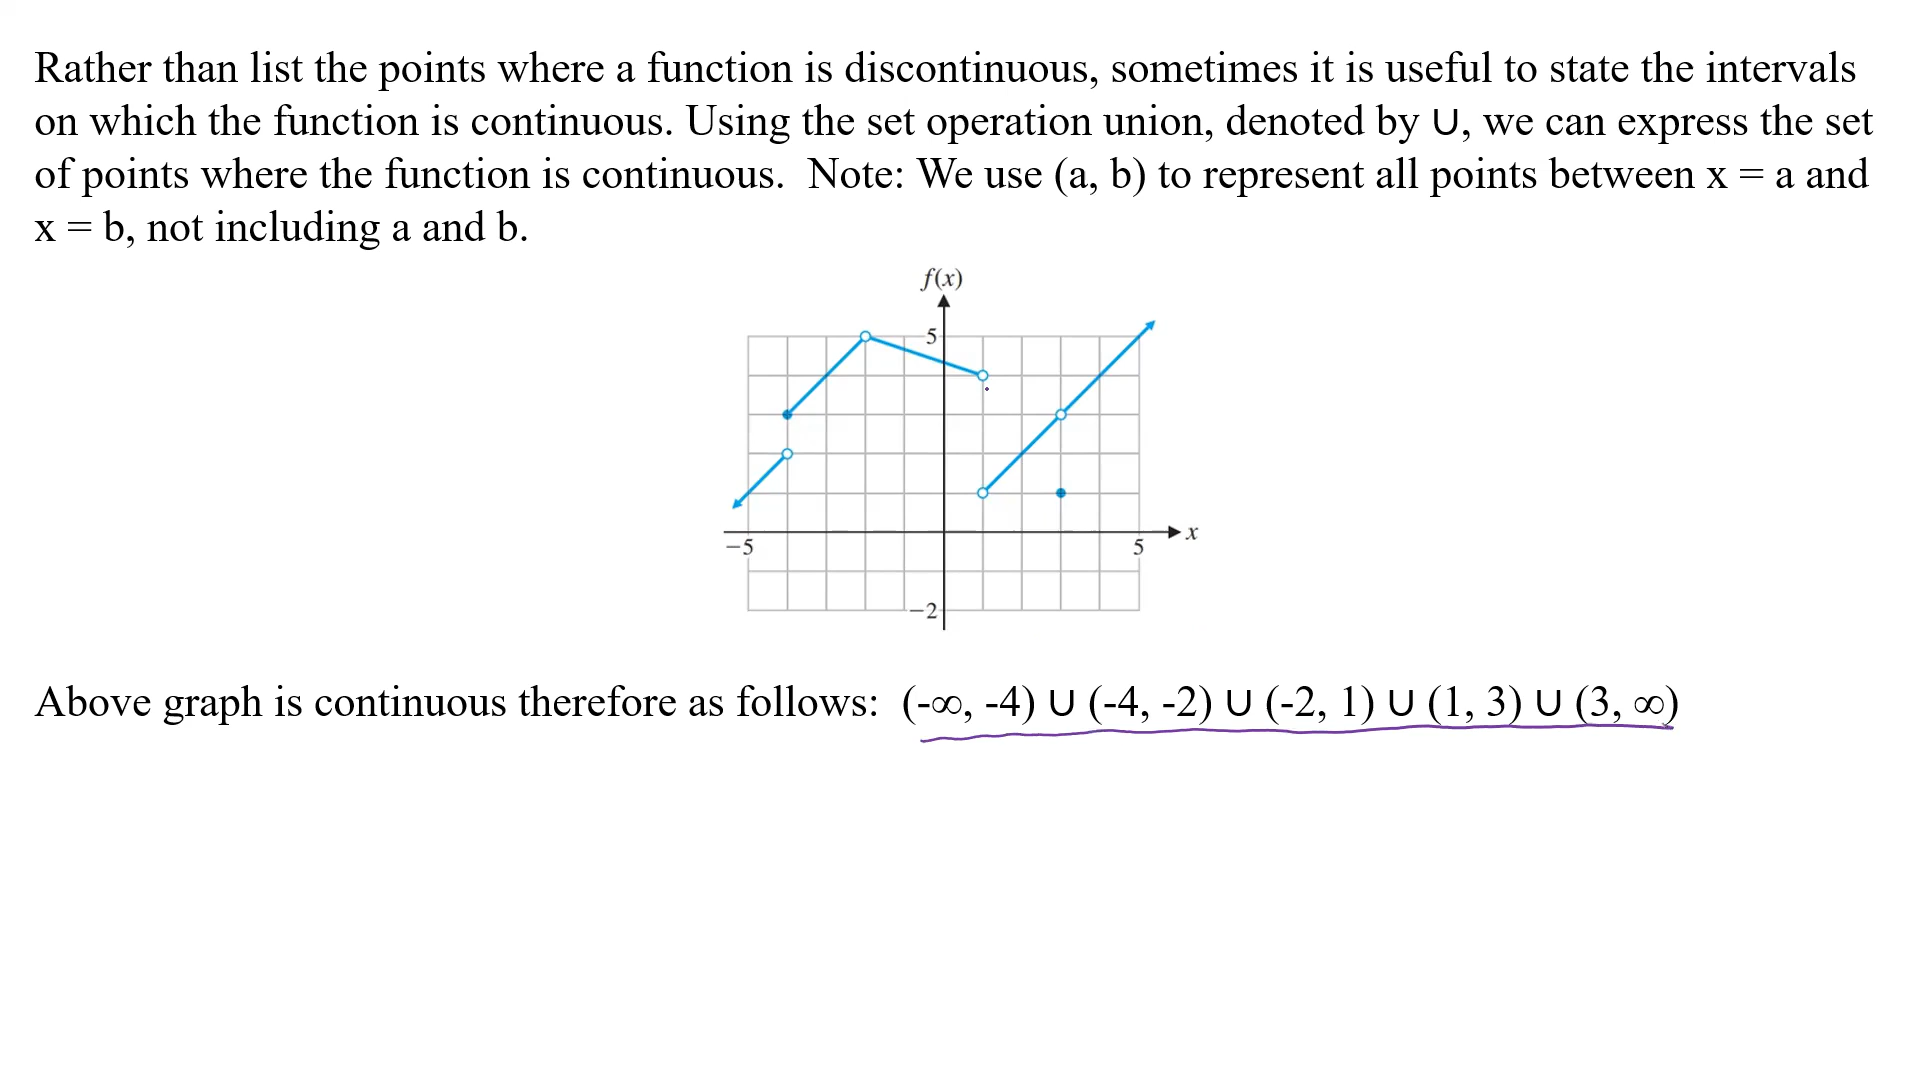 Rather than list the points where a function is discontinuous, sometimes it is useful to state the intervals
on which the function is continuous. Using the set operation union, denoted by ∪, we can express the set
of points where the function is continuous.  Note: We use (a, b) to represent all points between x = a and
x = b, not including a and b.
f(x)
5
x
−5
5
−2
Above graph is continuous therefore as follows:  (-∞, -4) ∪ (-4, -2) ∪ (-2, 1) ∪ (1, 3) ∪ (3, ∞)